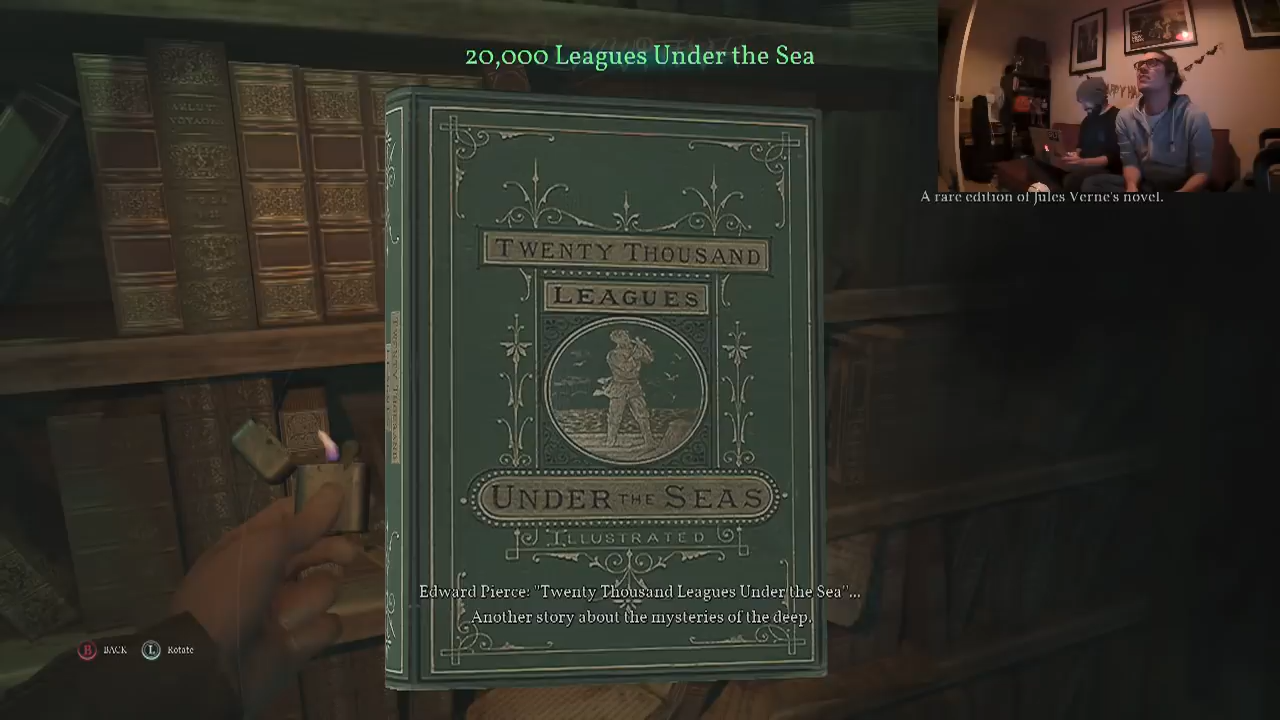 20,000 Leagues Under the Sea
A rare edition of Jules Verne's novel.
TWENTY THOUSAND
LEAGUES
UNDER THE SEAS
ILLUSTRATED
Edward Pierce: "Twenty Thousand Leagues Under the Sea"...
Another story about the mysteries of the deep.
B BACK L Rotate